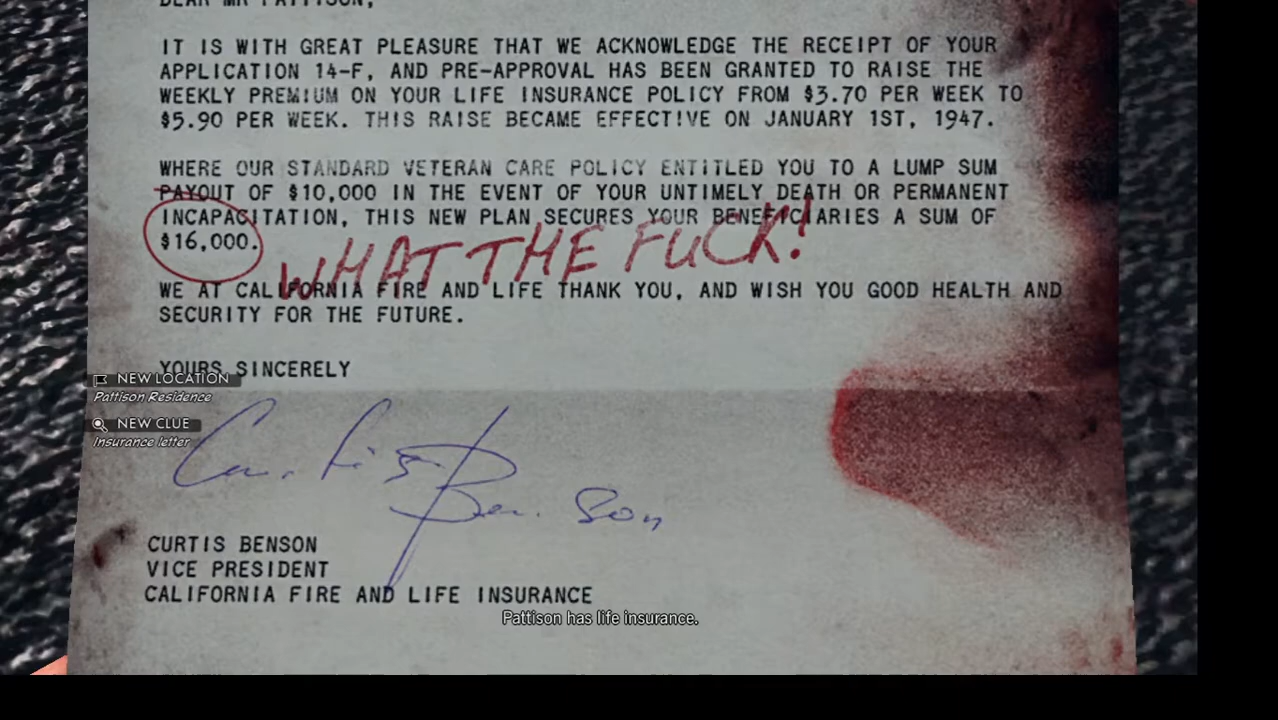 DEAR MR PATTISON,
IT IS WITH GREAT PLEASURE THAT WE ACKNOWLEDGE THE RECEIPT OF YOUR
APPLICATION 14-F, AND PRE-APPROVAL HAS BEEN GRANTED TO RAISE THE
WEEKLY PREMIUM ON YOUR LIFE INSURANCE POLICY FROM $3.70 PER WEEK TO
$5.90 PER WEEK. THIS RAISE BECAME EFFECTIVE ON JANUARY 1ST, 1947.
WHERE OUR STANDARD VETERAN CARE POLICY ENTITLED YOU TO A LUMP SUM
PAYOUT OF $10,000 IN THE EVENT OF YOUR UNTIMELY DEATH OR PERMANENT
INCAPACITATION, THIS NEW PLAN SECURES YOUR BENEFICIARIES A SUM OF
$16,000.
WHAT THE FUCK!
WE AT CALIFORNIA FIRE AND LIFE THANK YOU, AND WISH YOU GOOD HEALTH AND
SECURITY FOR THE FUTURE.
YOURS SINCERELY
NEW LOCATION
Pattison Residence
NEW CLUE
Insurance letter
Curtis Benson
CURTIS BENSON
VICE PRESIDENT
CALIFORNIA FIRE AND LIFE INSURANCE
Pattison has life insurance.